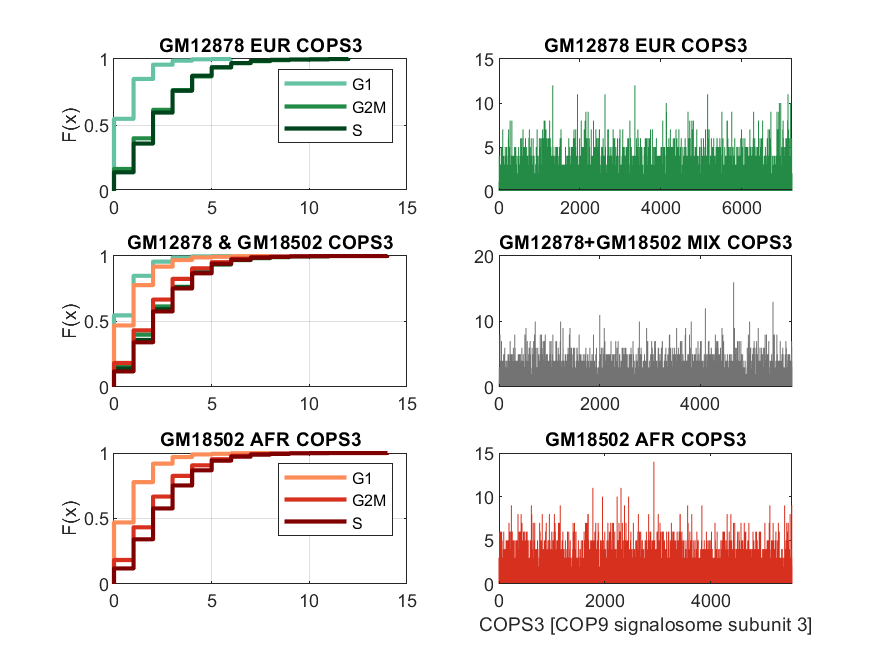 GM12878 EUR COPS3
1
0.5
0
F(x)
0 5 10 15
G1
G2M
S
GM12878 EUR COPS3
15
10
5
0
0 2000 4000 6000
GM12878 & GM18502 COPS3
1
0.5
0
F(x)
0 5 10 15
GM12878+GM18502 MIX COPS3
20
10
0
0 2000 4000
GM18502 AFR COPS3
1
0.5
0
F(x)
0 5 10 15
G1
G2M
S
GM18502 AFR COPS3
15
10
5
0
0 2000 4000
COPS3 [COP9 signalosome subunit 3]